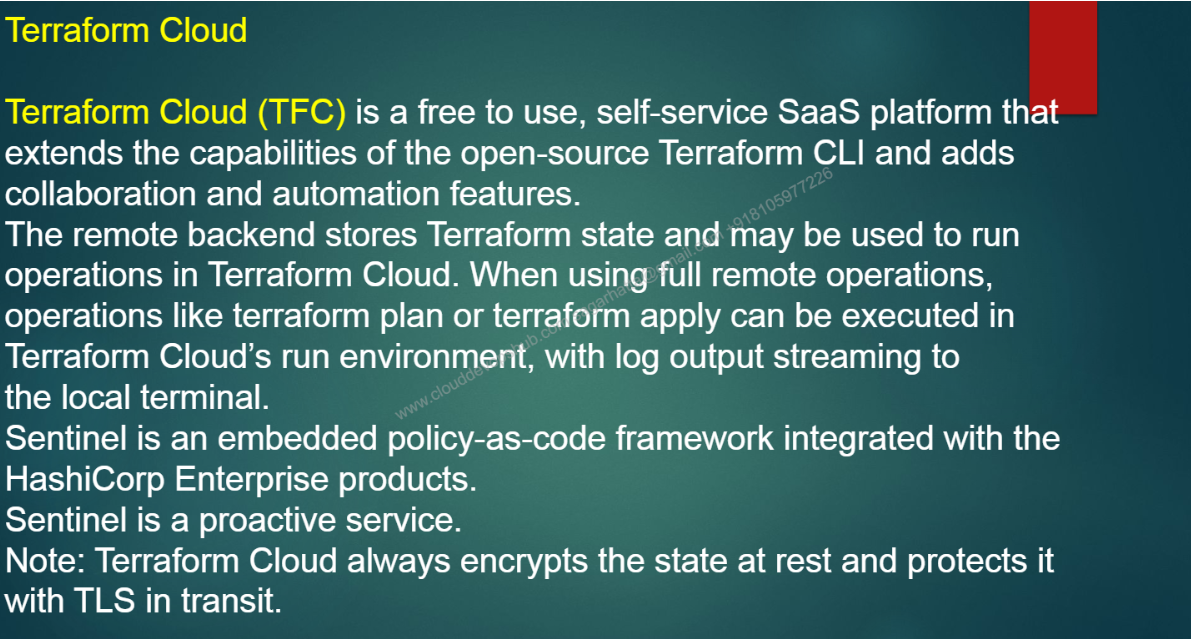 Terraform Cloud
Terraform Cloud (TFC) is a free to use, self-service SaaS platform that
extends the capabilities of the open-source Terraform CLI and adds
collaboration and automation features.
The remote backend stores Terraform state and may be used to run
operations in Terraform Cloud. When using full remote operations,
operations like terraform plan or terraform apply can be executed in
Terraform Cloud’s run environment, with log output streaming to
the local terminal.
Sentinel is an embedded policy-as-code framework integrated with the
HashiCorp Enterprise products.
Sentinel is a proactive service.
Note: Terraform Cloud always encrypts the state at rest and protects it
with TLS in transit.